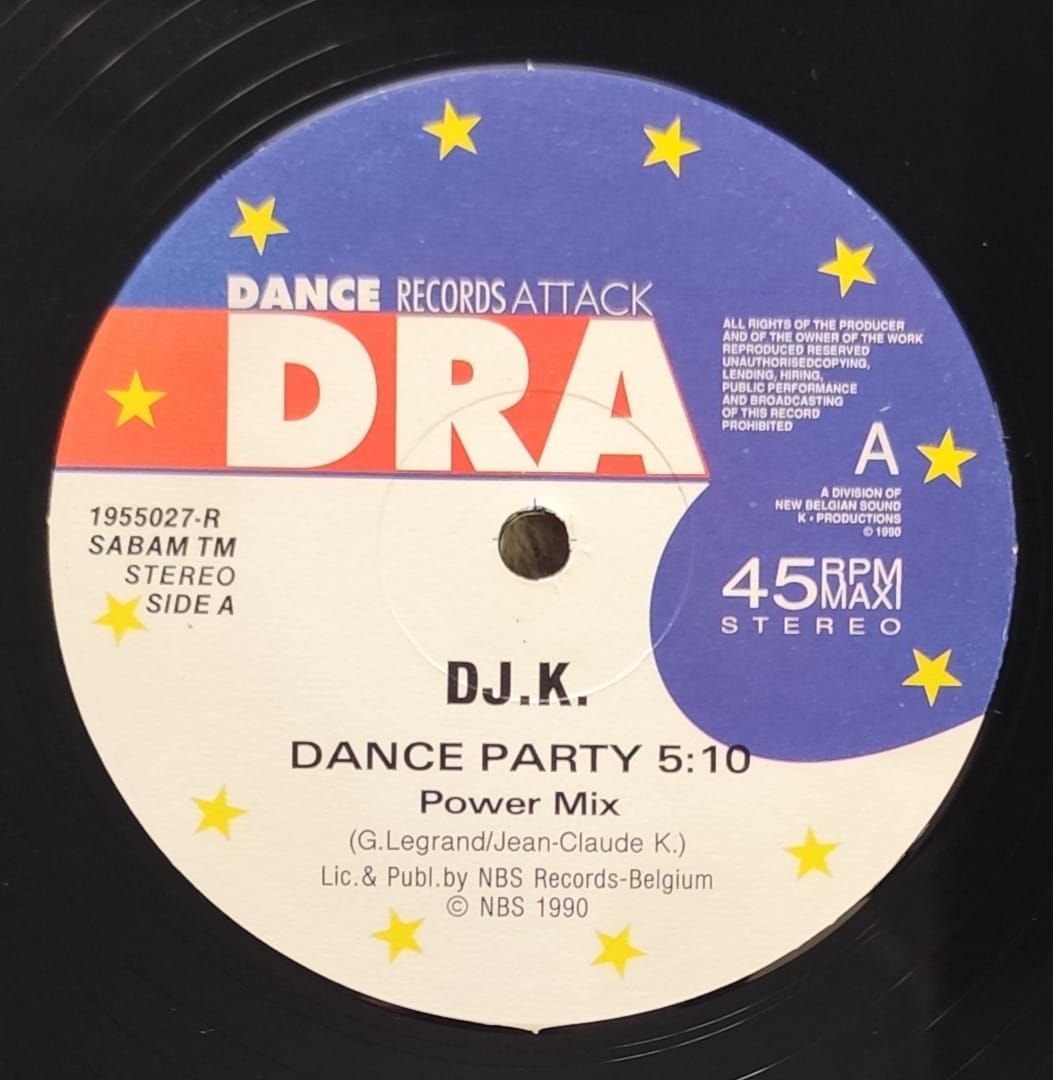 DANCE RECORDS ATTACK
DRA
ALL RIGHTS OF THE PRODUCER
AND OF THE OWNER OF THE WORK
REPRODUCED RESERVED
UNAUTHORISEDCOPYING,
LENDING, HIRING,
PUBLIC PERFORMANCE
AND BROADCASTING
OF THIS RECORD
PROHIBITED
A
A DIVISION OF
NEW BELGIAN SOUND
K • PRODUCTIONS
© 1990
1955027-R
SABAM TM
STEREO
SIDE A
45 RPM
MAXI
STEREO
DJ.K.
DANCE PARTY 5:10
Power Mix
(G.Legrand/Jean-Claude K.)
Lic.& Publ.by NBS Records-Belgium
© NBS 1990